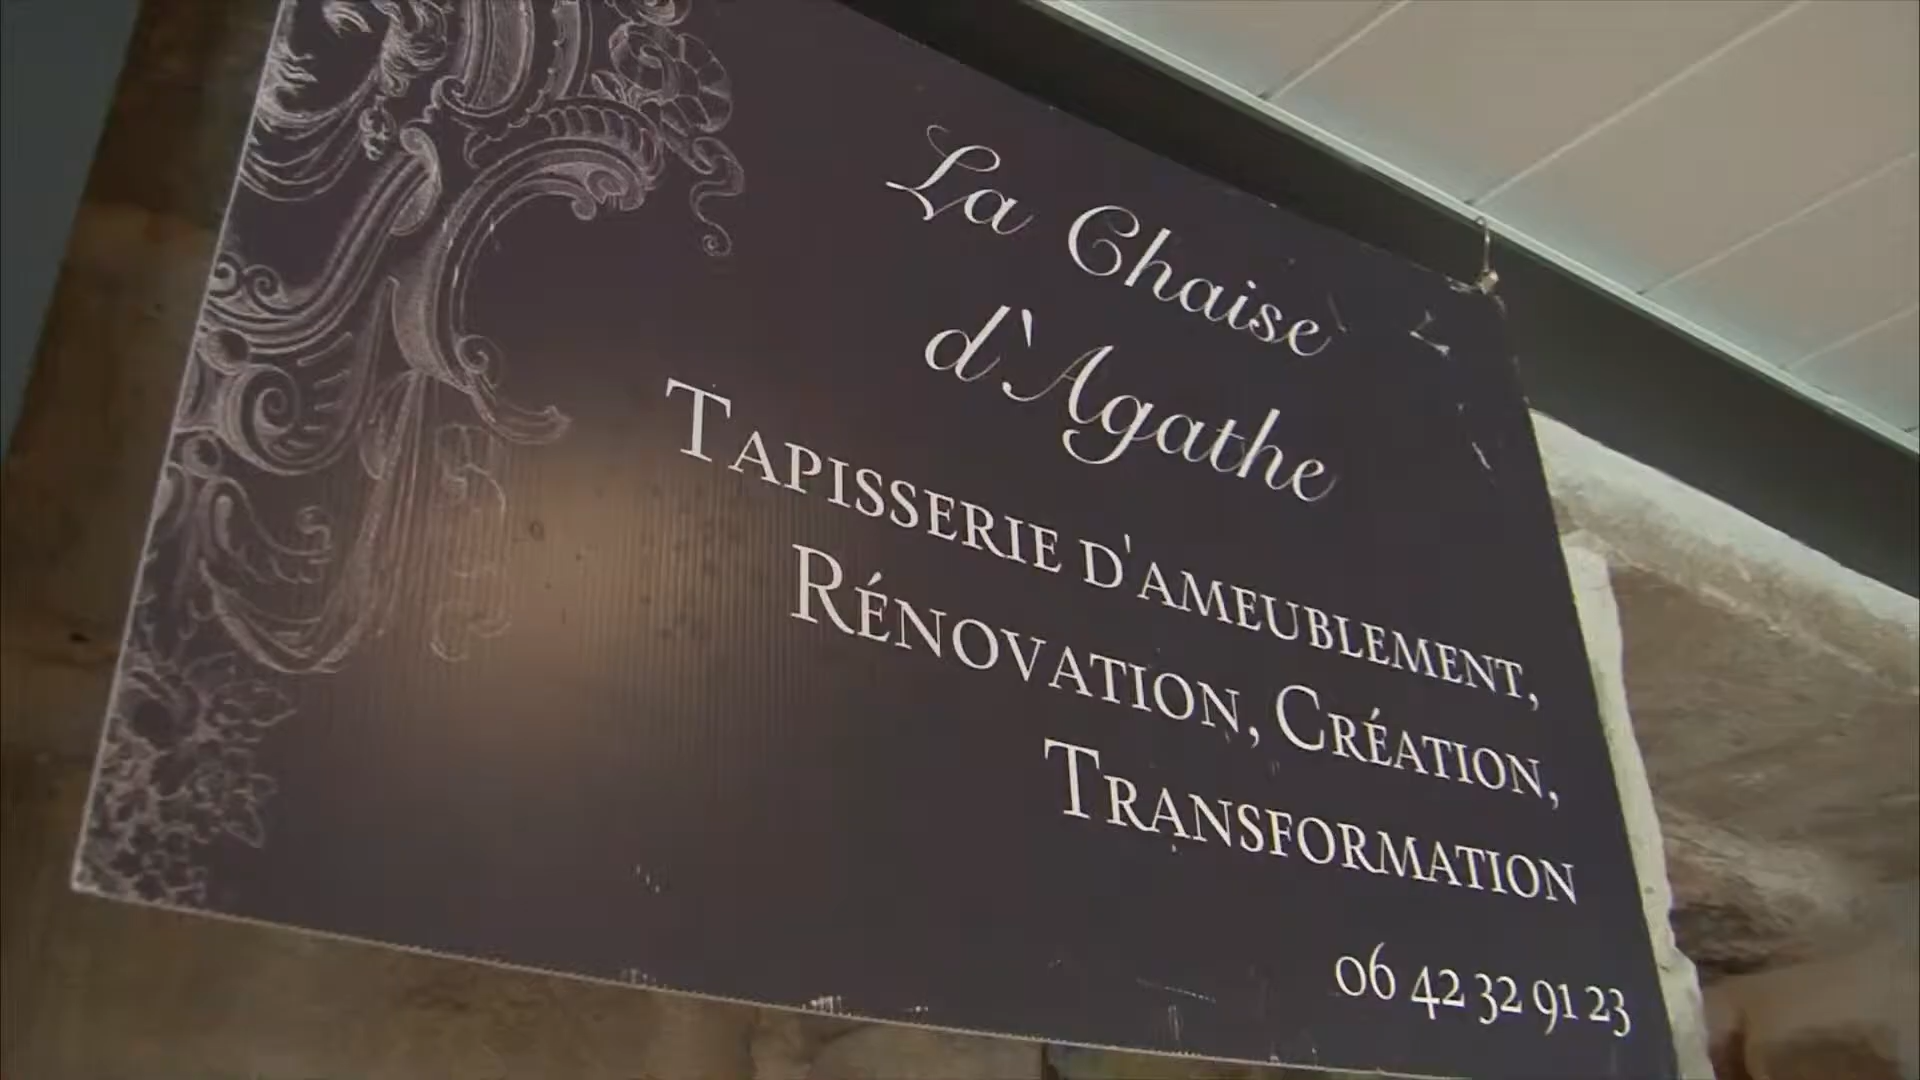 La Chaise
d'Agathe
Tapisserie d'ameublement,
Rénovation, Création,
Transformation
06 42 32 91 23